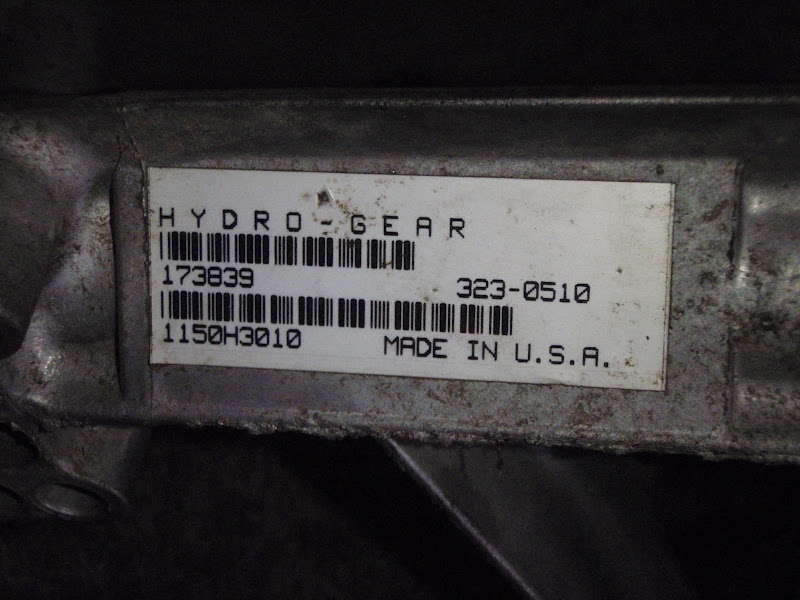 HYDRO-GEAR
173839 323-0510
1150H3010 MADE IN U.S.A.